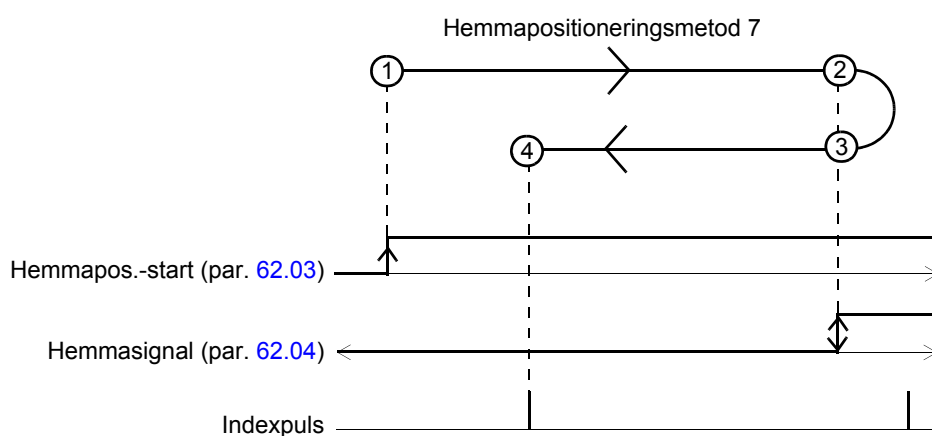 Hemmapositioneringsmetod 7
1
2
4
3
Hemmapos.-start (par. 62.03)
Hemmasignal (par. 62.04)
Indexpuls